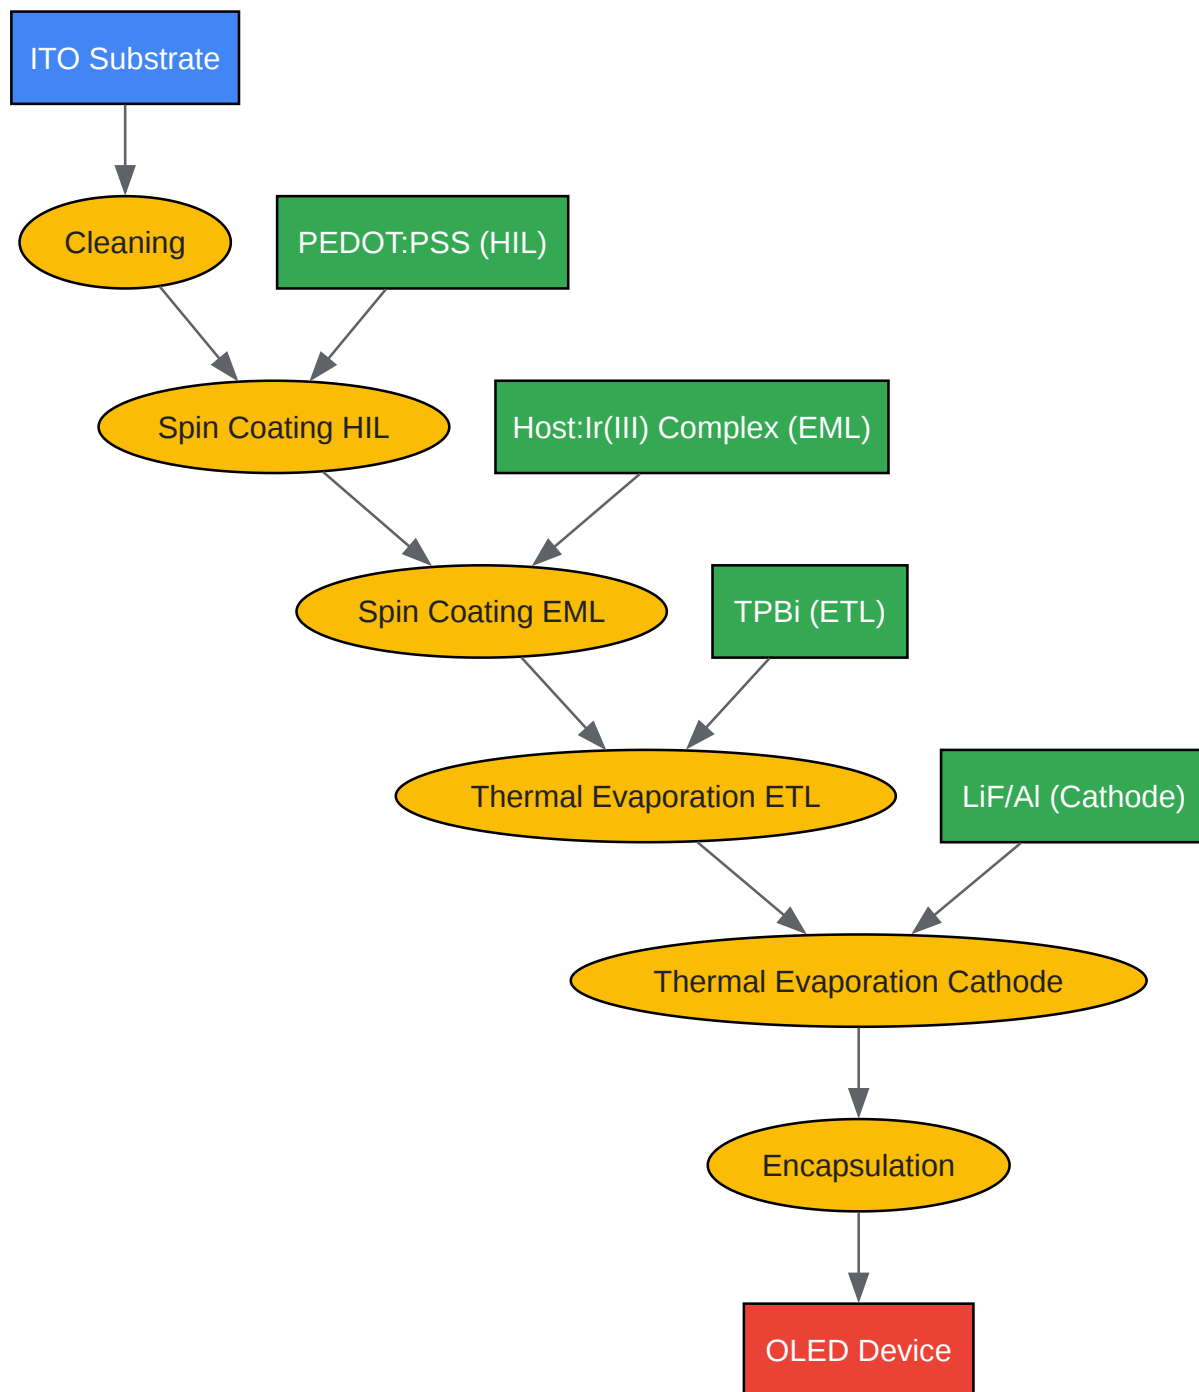 ITO Substrate
Cleaning
PEDOT:PSS (HIL)
Spin Coating HIL
Host:Ir(III) Complex (EML)
Spin Coating EML
TPBi (ETL)
Thermal Evaporation ETL
LiF/Al (Cathode)
Thermal Evaporation Cathode
Encapsulation
OLED Device